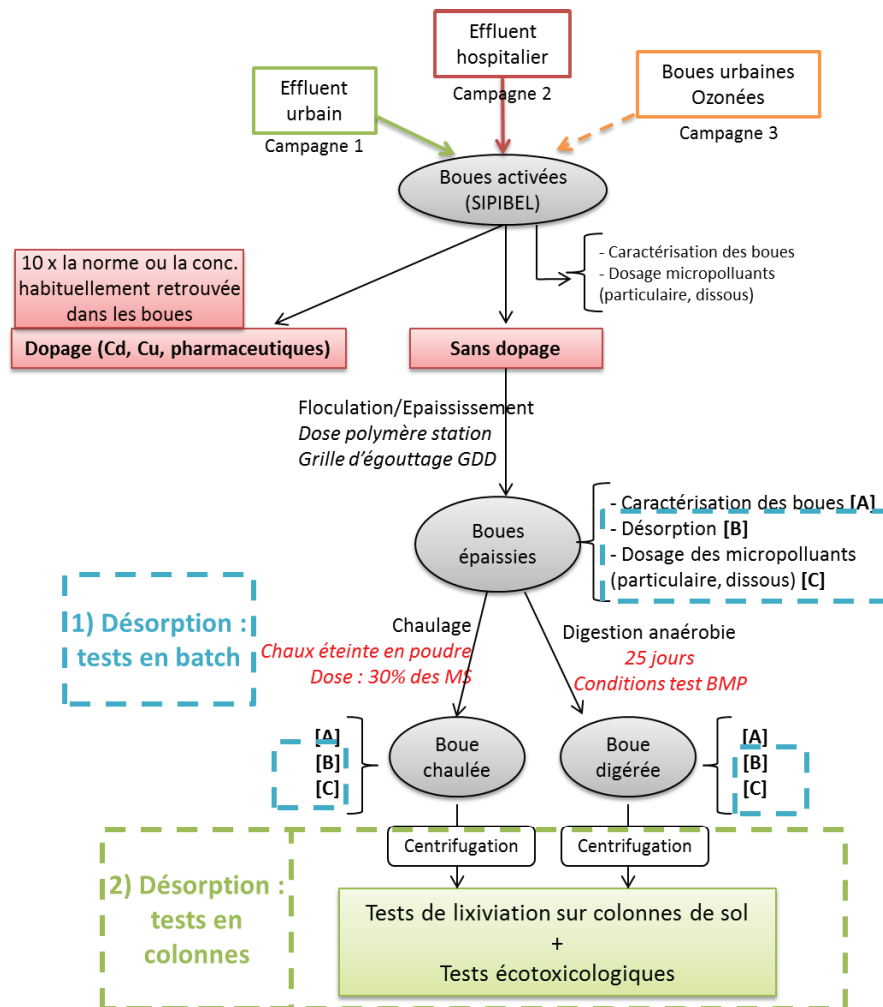 Effluent
hospitalier
Campagne 2
Effluent
urbain
Campagne 1
Boues urbaines
Ozonées
Campagne 3
Boues activées
(SIPIBEL)
- Caractérisation des boues
- Dosage micropolluants
(particulaire, dissous)
10 x la norme ou la conc.
habituellement retrouvée
dans les boues
Dopage (Cd, Cu, pharmaceutiques)
Sans dopage
Floculation/Epaississement
Dose polymère station
Grille d'égouttage GDD
Boues
épaissies
- Caractérisation des boues [A]
- Désorption [B]
- Dosage des micropolluants
(particulaire, dissous) [C]
1) Désorption :
tests en batch
Chaulage
Chaux éteinte en poudre
Dose : 30% des MS
Digestion anaérobie
25 jours
Conditions test BMP
[A]
[B]
[C]
Boue
chaulée
Boue
digérée
[A]
[B]
[C]
Centrifugation
Centrifugation
2) Désorption :
tests en
colonnes
Tests de lixiviation sur colonnes de sol
+
Tests écotoxicologiques